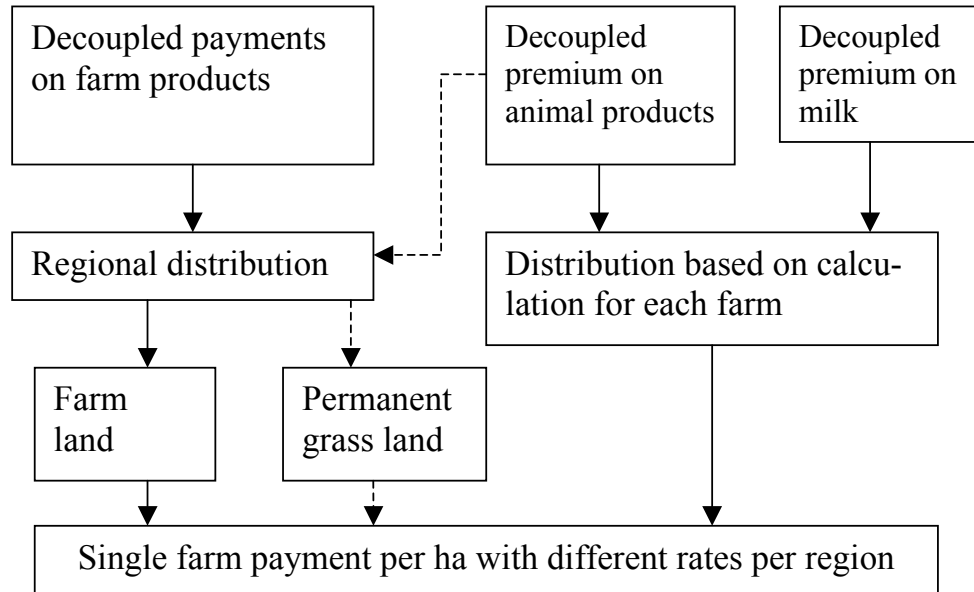 Decoupled payments
on farm products
Decoupled
premium on
animal products
Decoupled
premium on
milk
Regional distribution
Distribution based on calcu-
lation for each farm
Farm
land
Permanent
grass land
Single farm payment per ha with different rates per region